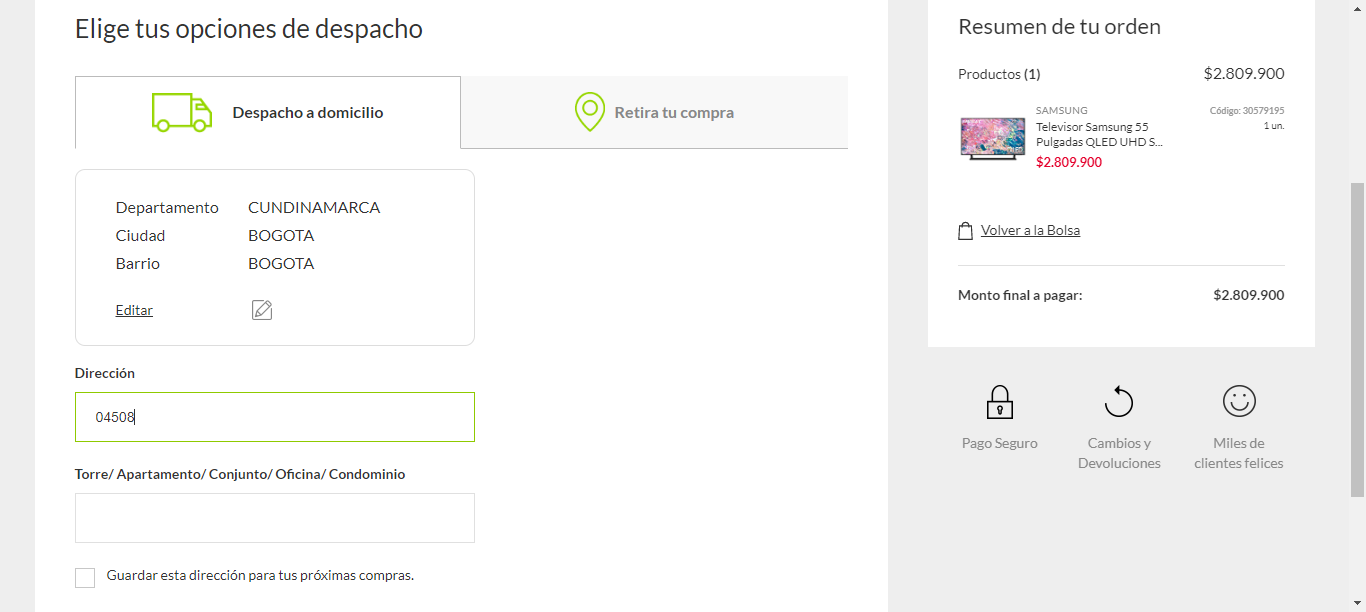 Elige tus opciones de despacho
Despacho a domicilio
Retira tu compra
Departamento CUNDINAMARCA
Ciudad BOGOTA
Barrio BOGOTA
Editar
Dirección
04508
Torre/ Apartamento/ Conjunto/ Oficina/ Condominio
Guardar esta dirección para tus próximas compras.
Resumen de tu orden
Productos (1) $2.809.900
SAMSUNG Código: 30579195
Televisor Samsung 55 1 un.
Pulgadas QLED UHD S...
$2.809.900
Volver a la Bolsa
Monto final a pagar: $2.809.900
Pago Seguro
Cambios y
Devoluciones
Miles de
clientes felices